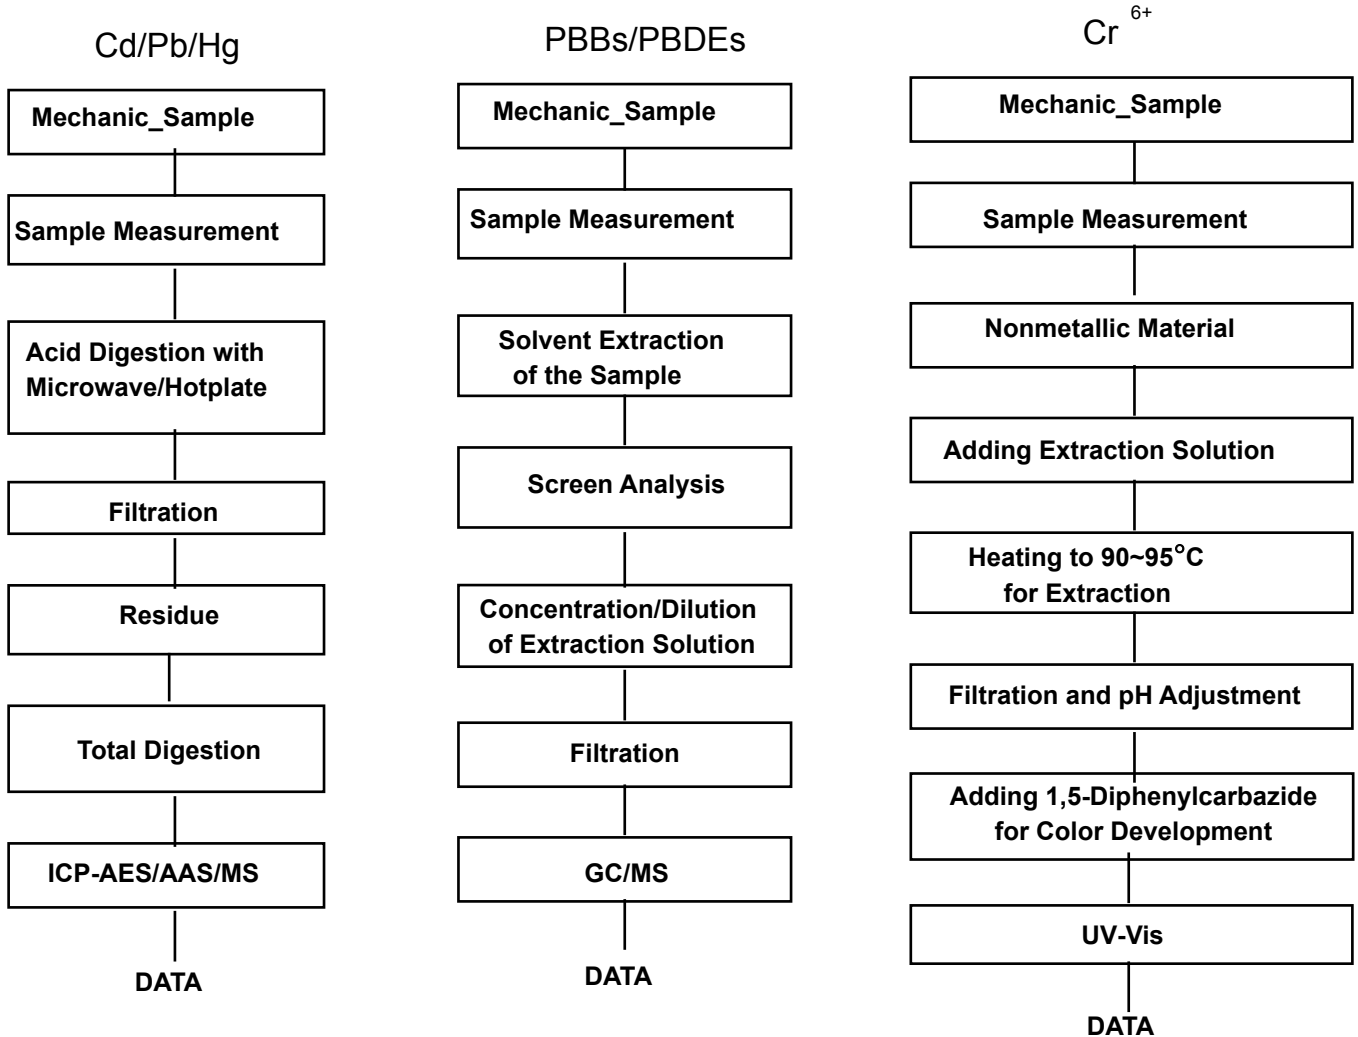 Cd/Pb/Hg
Mechanic_Sample
Sample Measurement
Acid Digestion with
Microwave/Hotplate
Filtration
Residue
Total Digestion
ICP-AES/AAS/MS
DATA
PBBs/PBDEs
Mechanic_Sample
Sample Measurement
Solvent Extraction
of the Sample
Screen Analysis
Concentration/Dilution
of Extraction Solution
Filtration
GC/MS
DATA
Cr 6+
Mechanic_Sample
Sample Measurement
Nonmetallic Material
Adding Extraction Solution
Heating to 90~95°C
for Extraction
Filtration and pH Adjustment
Adding 1,5-Diphenylcarbazide
for Color Development
UV-Vis
DATA